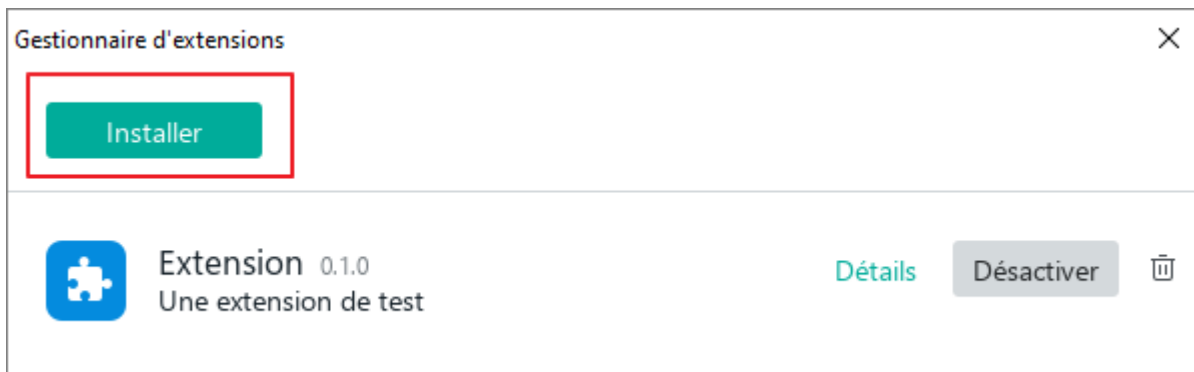 Gestionnaire d'extensions
Installer
Extension 0.1.0
Une extension de test
Détails
Désactiver